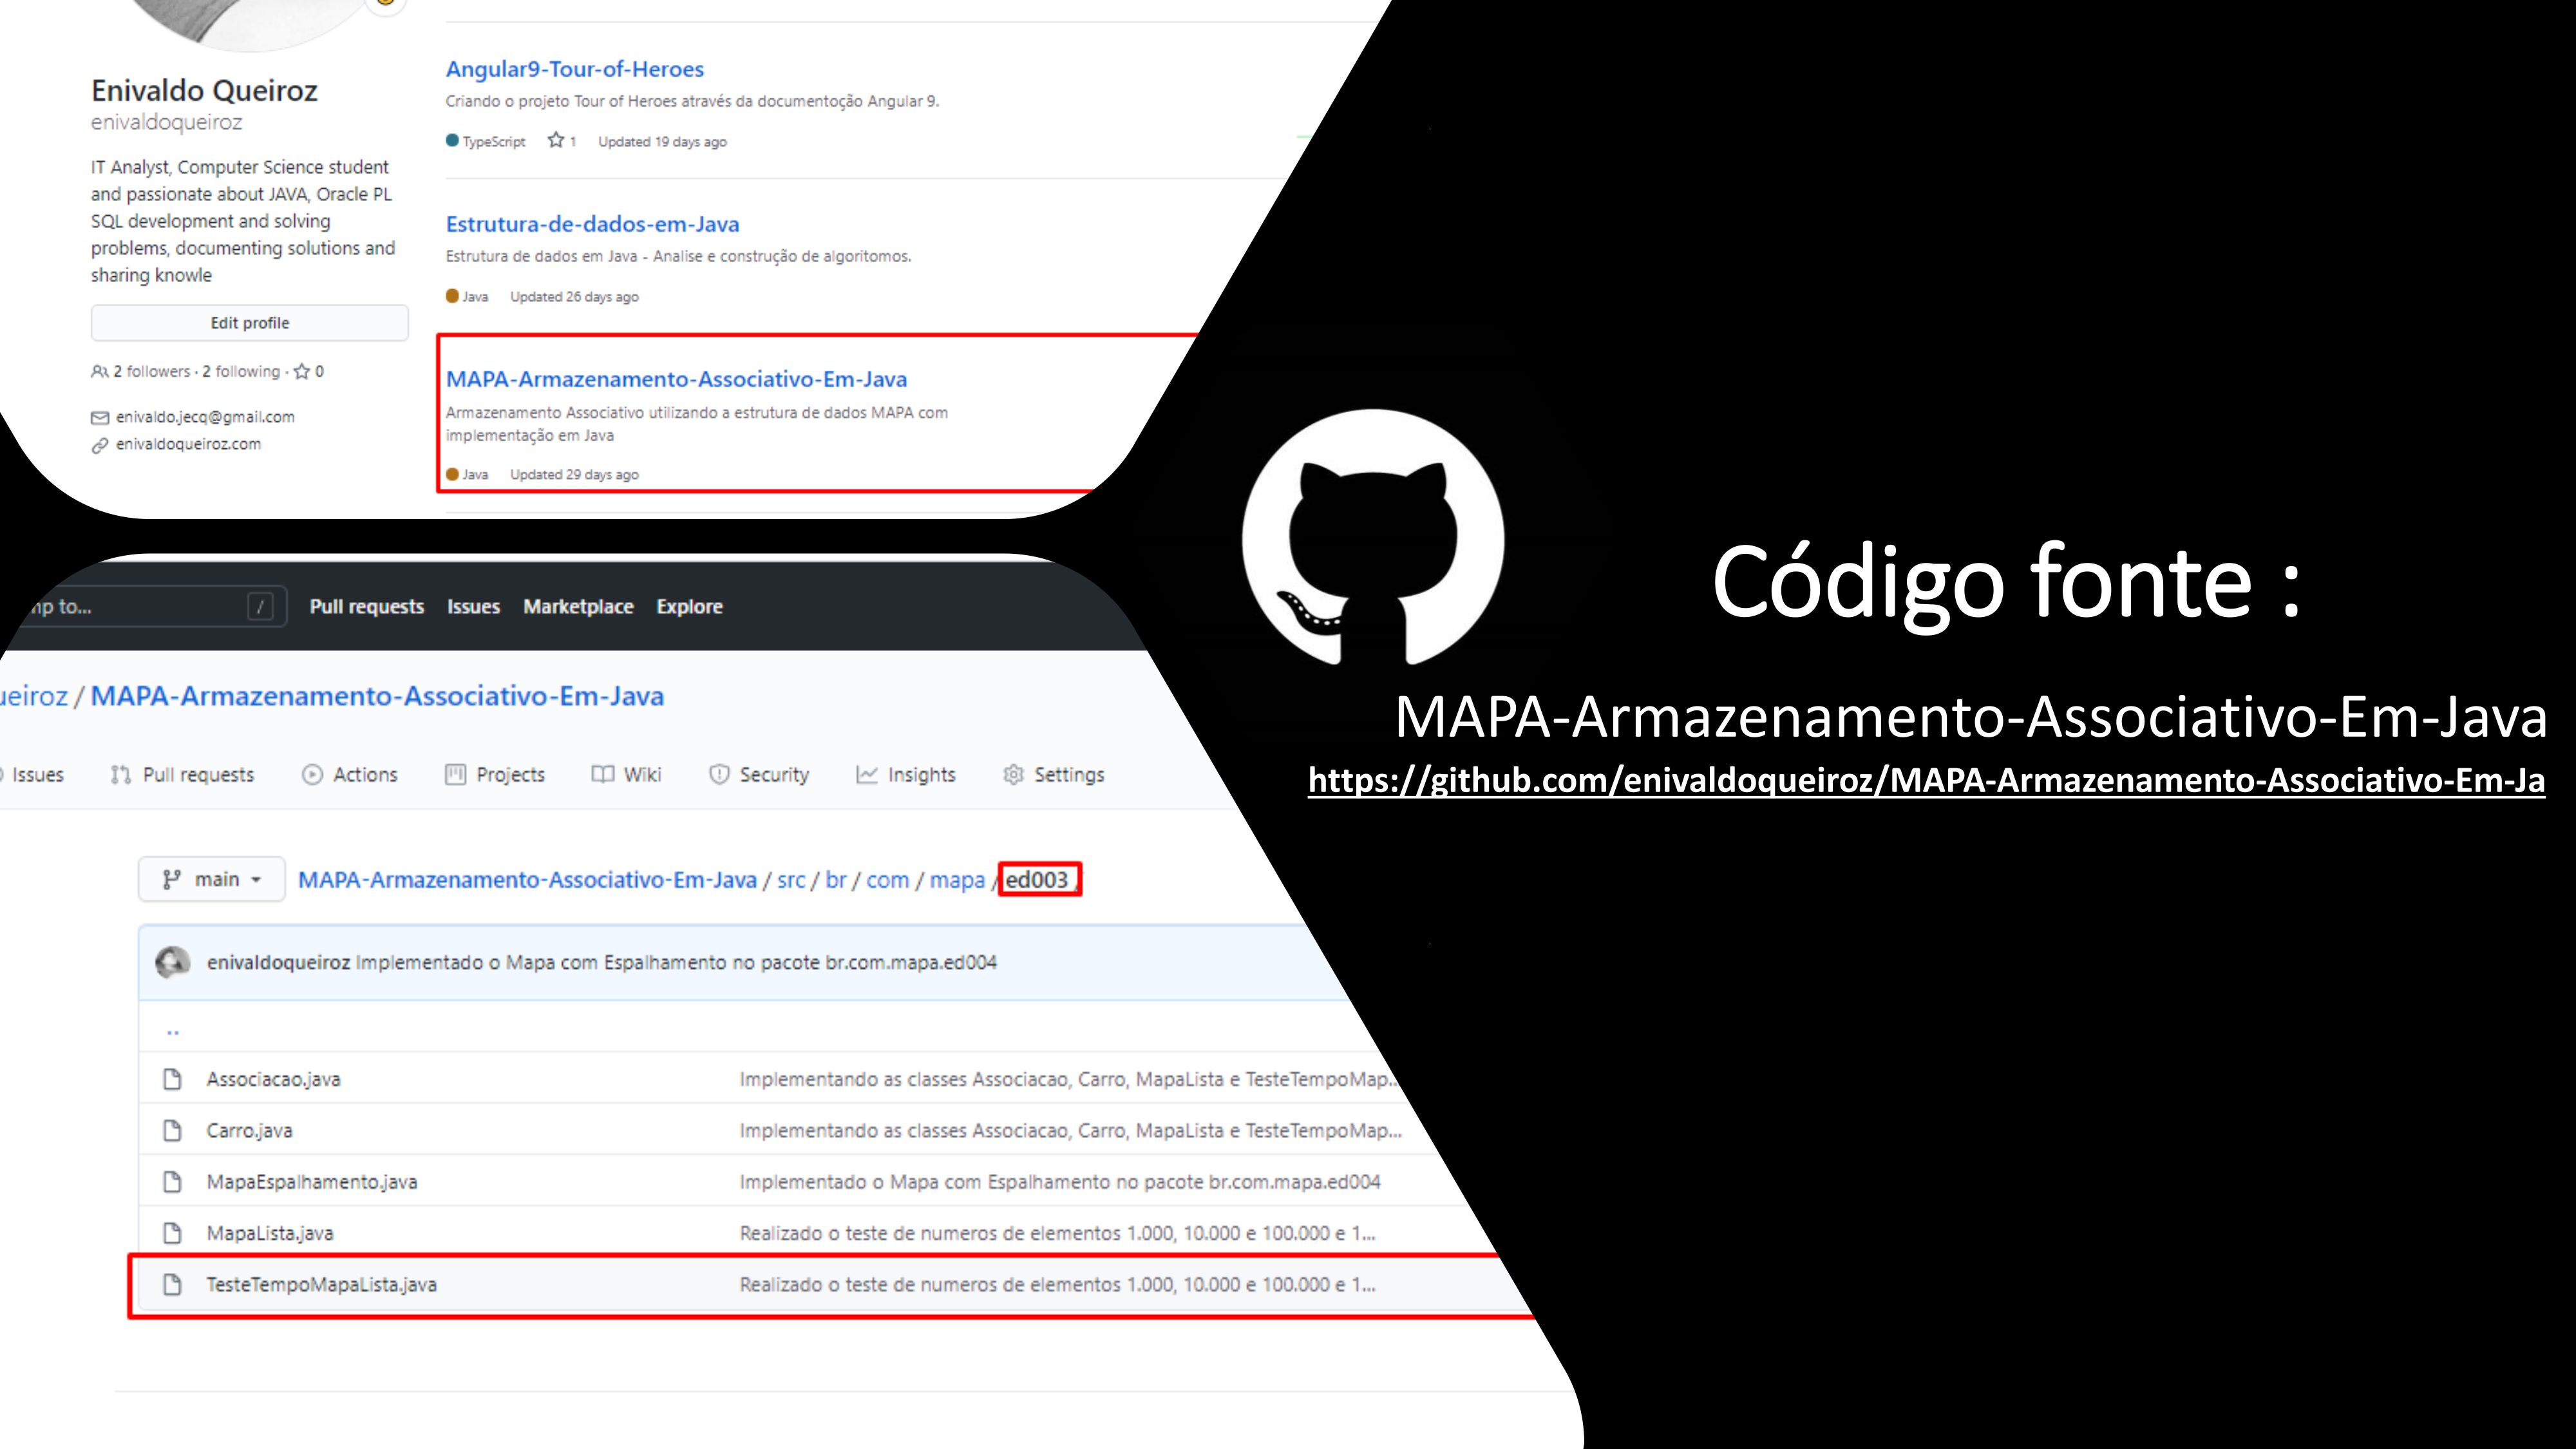 Enivaldo Queiroz
enivaldoqueiroz
IT Analyst, Computer Science student
and passionate about JAVA, Oracle PL
SQL development and solving
problems, documenting solutions and
sharing knowle
Edit profile
2 followers · 2 following · 0
enivaldo.jecq@gmail.com
enivaldoqueiroz.com
Angular9-Tour-of-Heroes
Criando o projeto Tour of Heroes através da documentoção Angular 9.
TypeScript 1 Updated 19 days ago
Estrutura-de-dados-em-Java
Estrutura de dados em Java - Analise e construção de algoritomos.
Java Updated 26 days ago
MAPA-Armazenamento-Associativo-Em-Java
Armazenamento Associativo utilizando a estrutura de dados MAPA com
implementação em Java
Java Updated 29 days ago
mp to... /
Pull requests Issues Marketplace Explore
ueiroz / MAPA-Armazenamento-Associativo-Em-Java
Issues Pull requests Actions Projects Wiki Security Insights Settings
main MAPA-Armazenamento-Associativo-Em-Java / src / br / com / mapa / ed003 /
enivaldoqueiroz Implementado o Mapa com Espalhamento no pacote br.com.mapa.ed004
..
Associacao.java Implementando as classes Associacao, Carro, MapaLista e TesteTempoMap...
Carro.java Implementando as classes Associacao, Carro, MapaLista e TesteTempoMap...
MapaEspalhamento.java Implementado o Mapa com Espalhamento no pacote br.com.mapa.ed004
MapaLista.java Realizado o teste de numeros de elementos 1.000, 10.000 e 100.000 e 1...
TesteTempoMapaLista.java Realizado o teste de numeros de elementos 1.000, 10.000 e 100.000 e 1...
Código fonte :
MAPA-Armazenamento-Associativo-Em-Java
https://github.com/enivaldoqueiroz/MAPA-Armazenamento-Associativo-Em-Ja